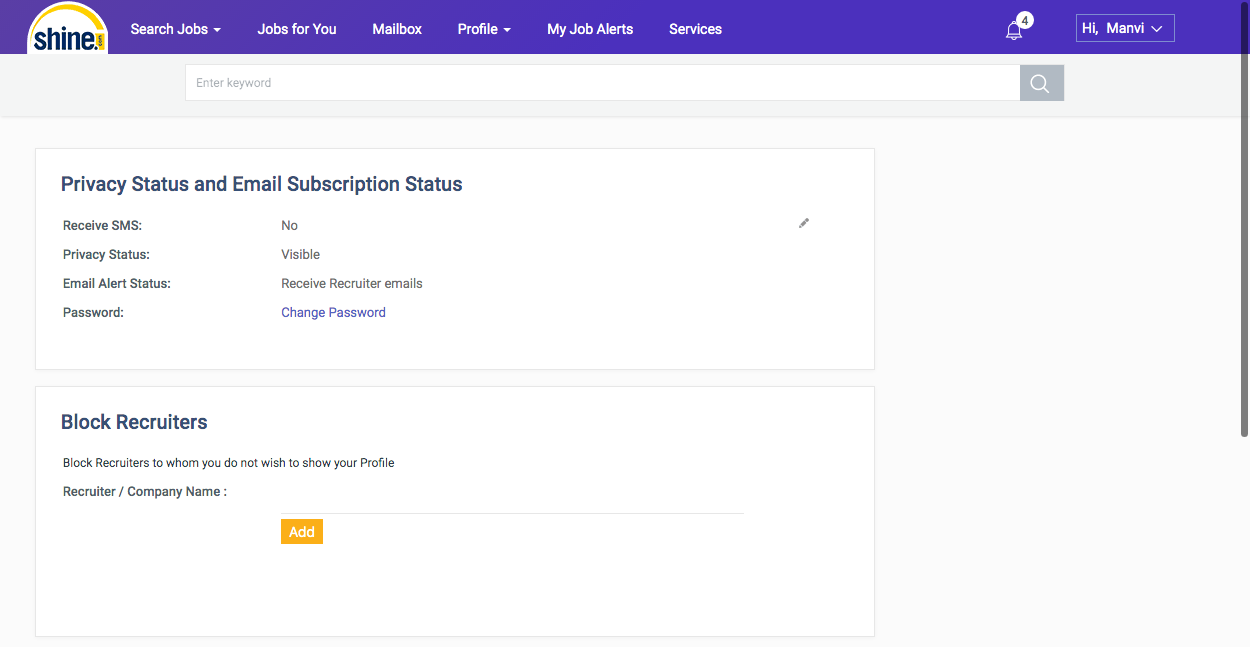 shine.com
Search Jobs
Jobs for You
Mailbox
Profile
My Job Alerts
Services
4
Hi, Manvi
Enter keyword
Privacy Status and Email Subscription Status
Receive SMS: No
Privacy Status: Visible
Email Alert Status: Receive Recruiter emails
Password: Change Password
Block Recruiters
Block Recruiters to whom you do not wish to show your Profile
Recruiter / Company Name :
Add